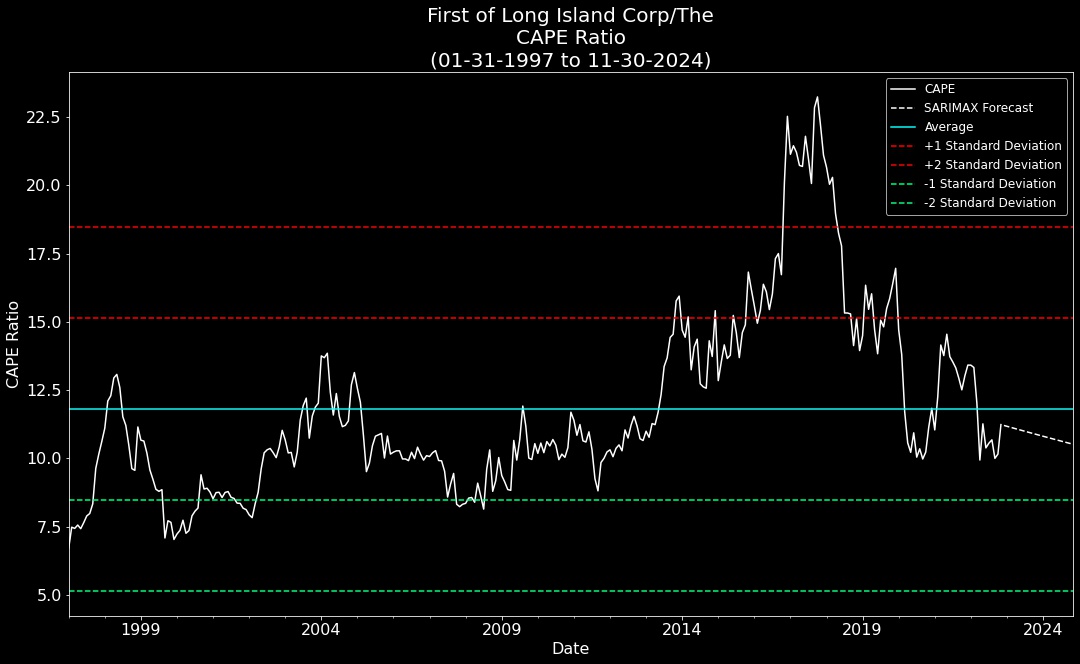 First of Long Island Corp/The
CAPE Ratio
(01-31-1997 to 11-30-2024)
CAPE
SARIMAX Forecast
Average
+1 Standard Deviation
+2 Standard Deviation
-1 Standard Deviation
-2 Standard Deviation
CAPE Ratio
22.5
20.0
17.5
15.0
12.5
10.0
7.5
5.0
1999
2004
2009
2014
2019
2024
Date